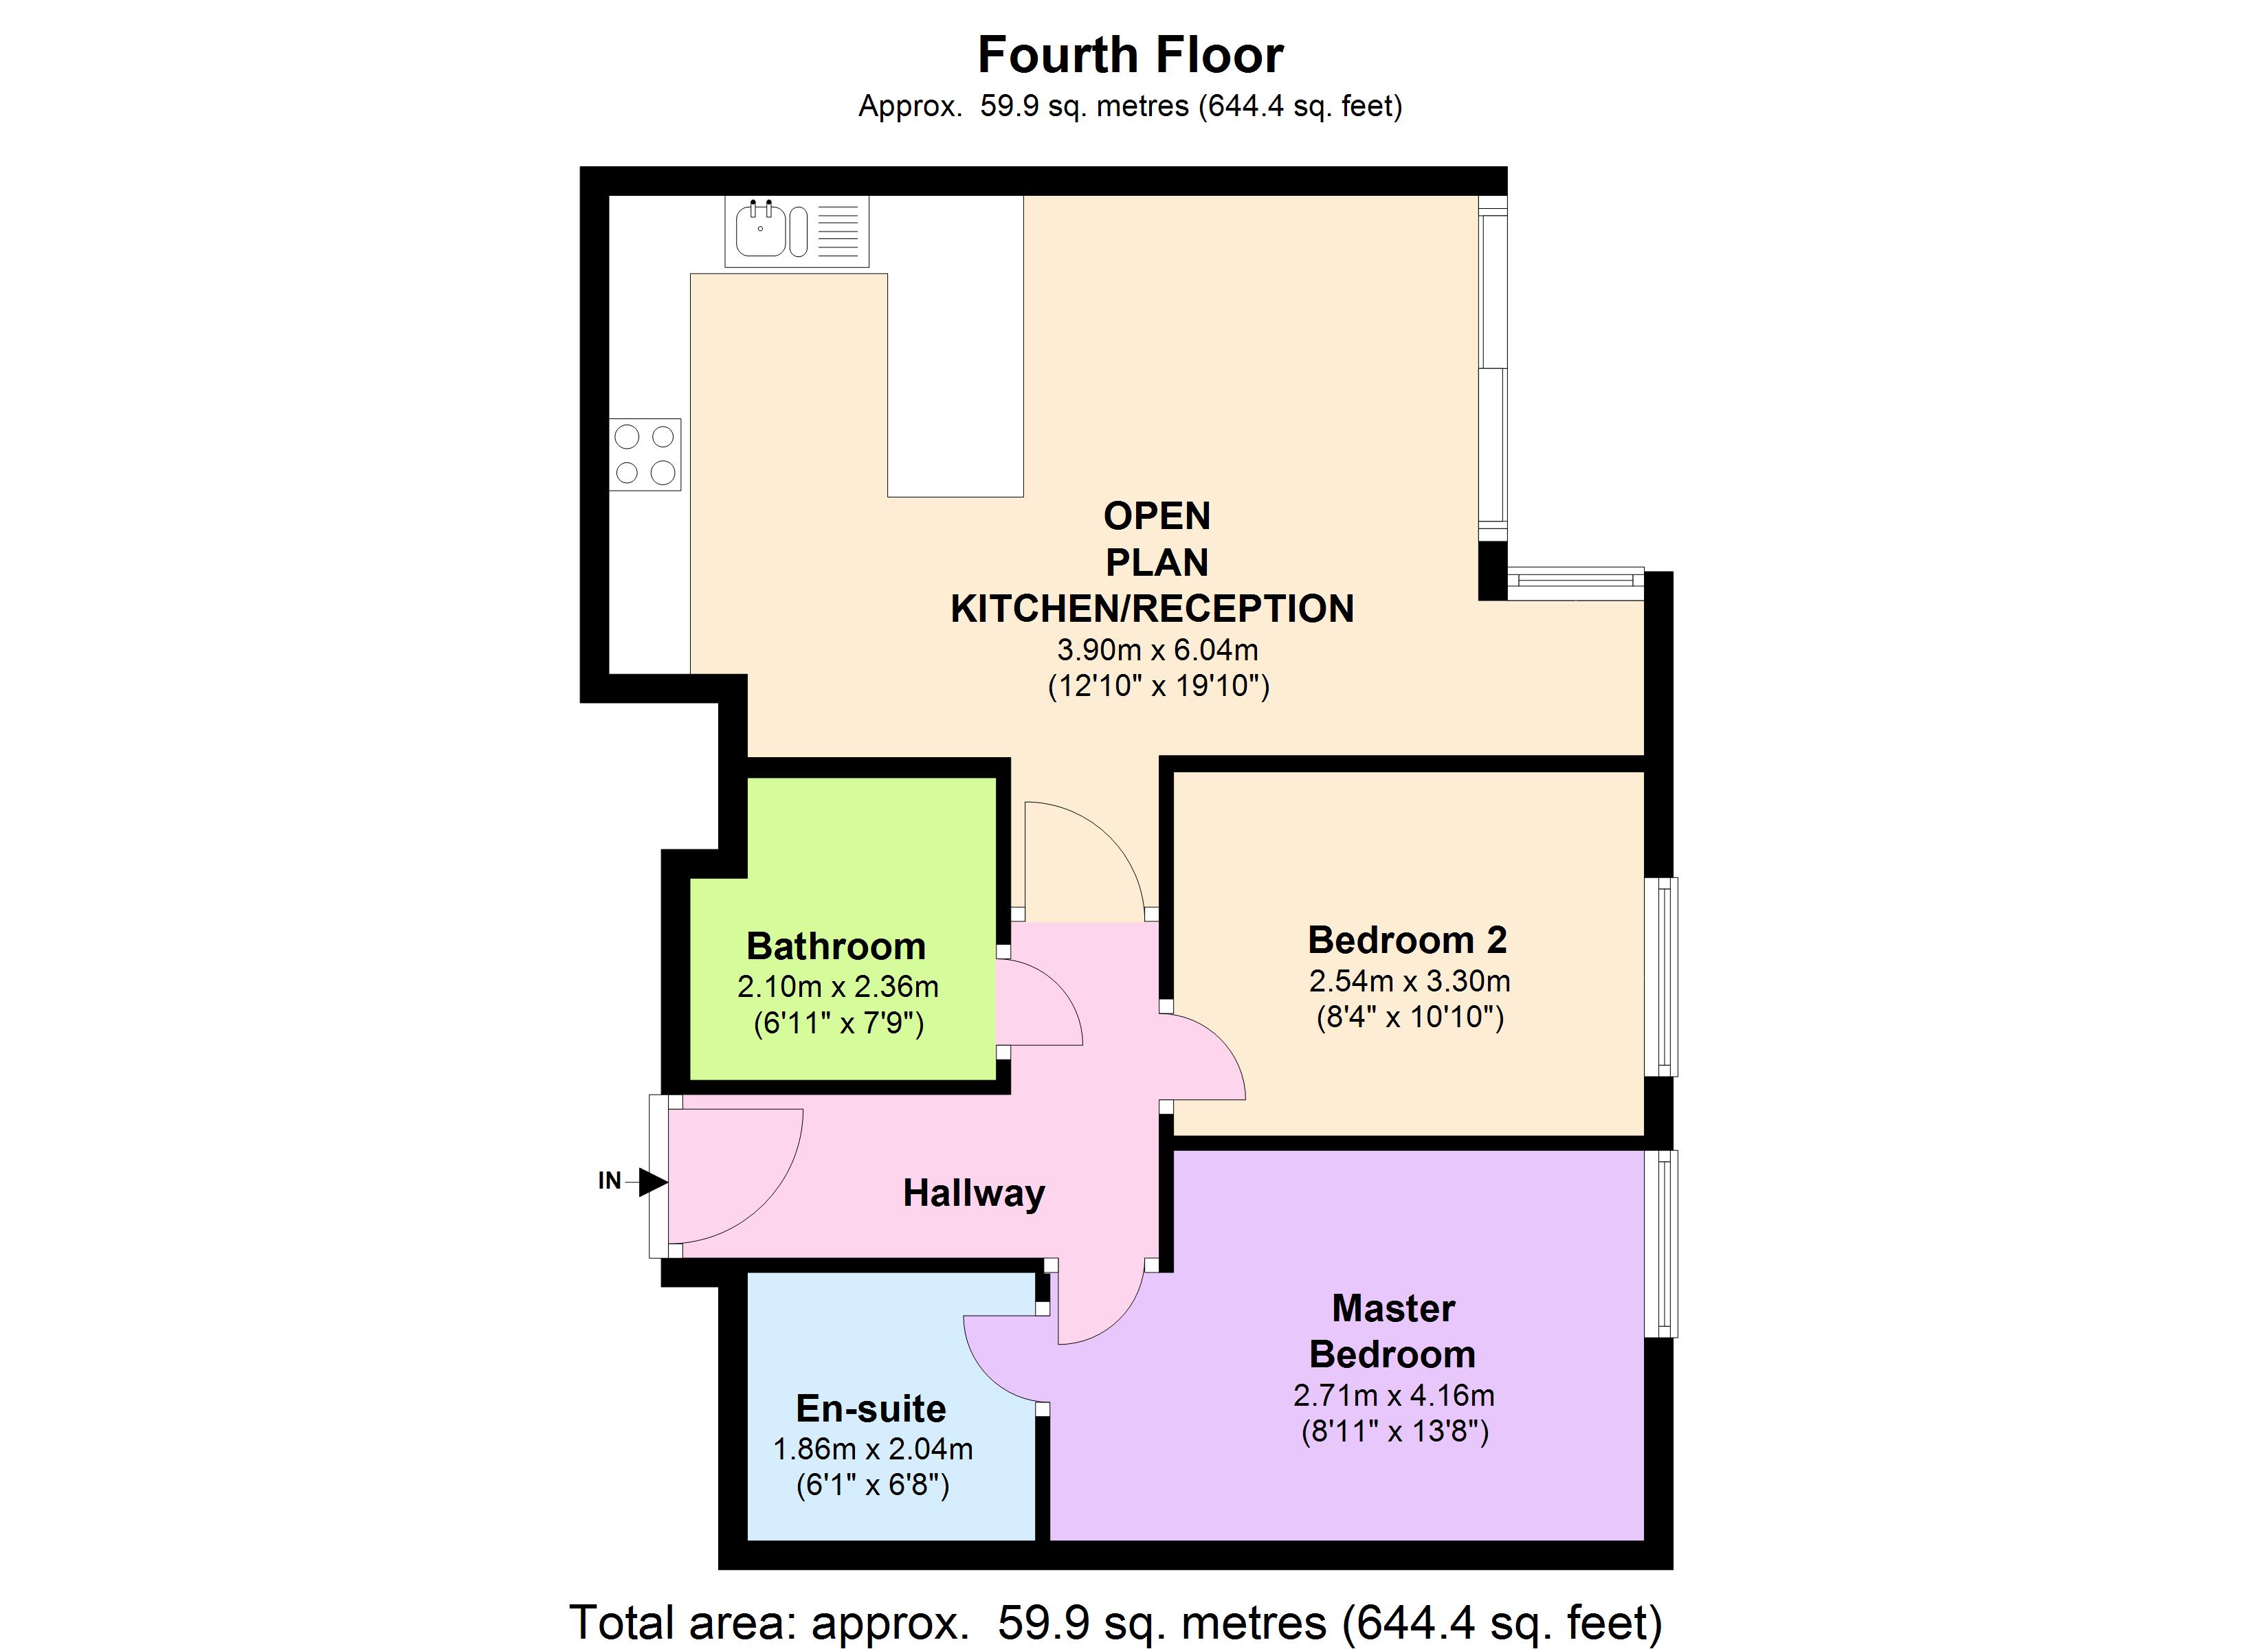 Fourth Floor
Approx. 59.9 sq. metres (644.4 sq. feet)
OPEN
PLAN
KITCHEN/RECEPTION
3.90m x 6.04m
(12'10" x 19'10")
Bathroom
2.10m x 2.36m
(6'11" x 7'9")
Bedroom 2
2.54m x 3.30m
(8'4" x 10'10")
IN
Hallway
Master
Bedroom
2.71m x 4.16m
(8'11" x 13'8")
En-suite
1.86m x 2.04m
(6'1" x 6'8")
Total area: approx. 59.9 sq. metres (644.4 sq. feet)